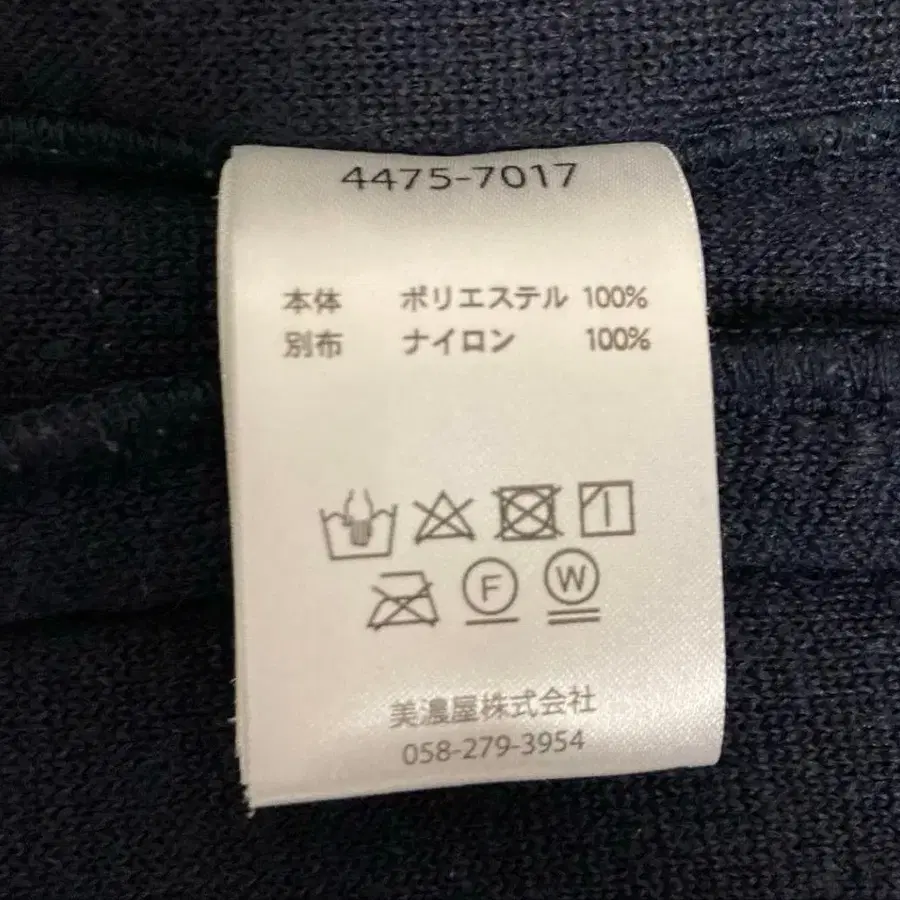 4475-7017
本体 ポリエステル 100%
別布 ナイロン 100%
F W
美濃屋株式会社
058-279-3954